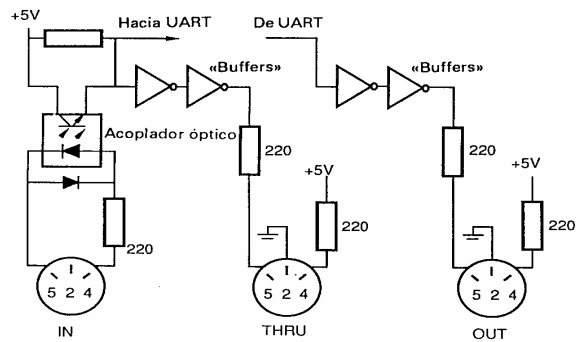 +5V
Hacia UART
De UART
«Buffers»
«Buffers»
Acoplador óptico
220
220
+5V
+5V
220
220
220
5 2 4
5 2 4
5 2 4
IN
THRU
OUT